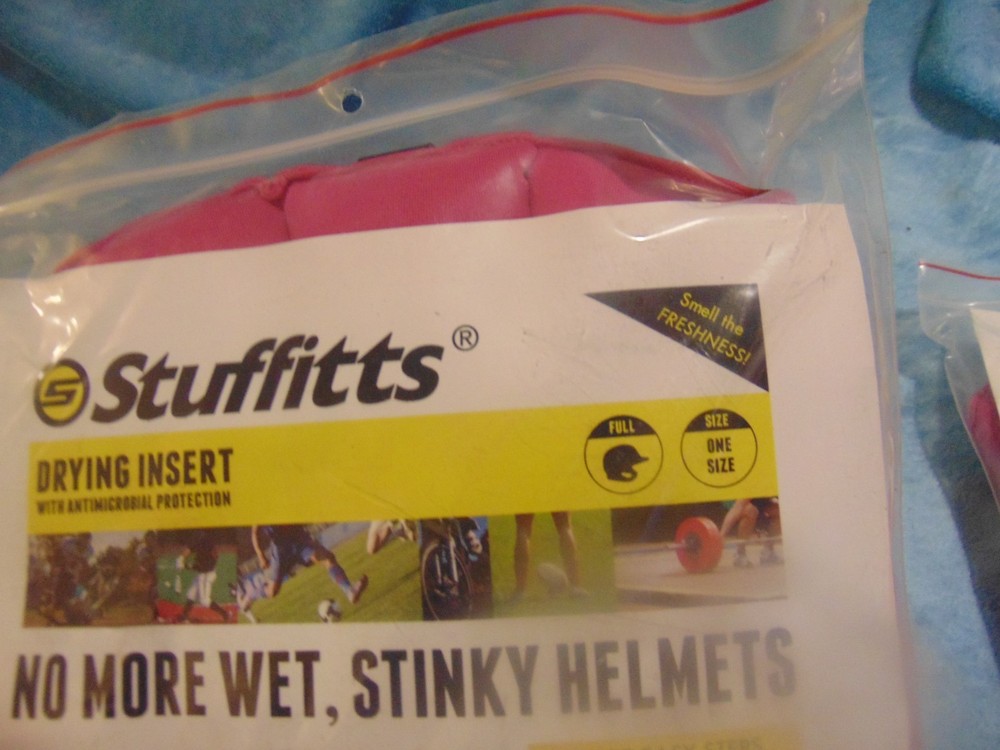 Smell the
FRESHNESS!
S Stuffitts®
DRYING INSERT
WITH ANTIMICROBIAL PROTECTION
FULL
SIZE
ONE
SIZE
NO MORE WET, STINKY HELMETS